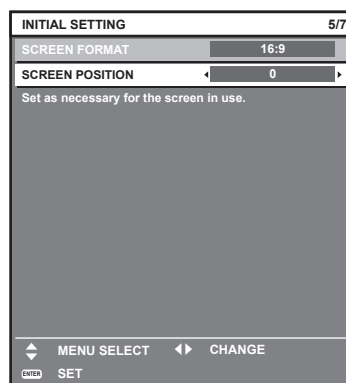 INITIAL SETTING 5/7
SCREEN FORMAT 16:9
SCREEN POSITION 0
Set as necessary for the screen in use.
MENU SELECT CHANGE
ENTER SET